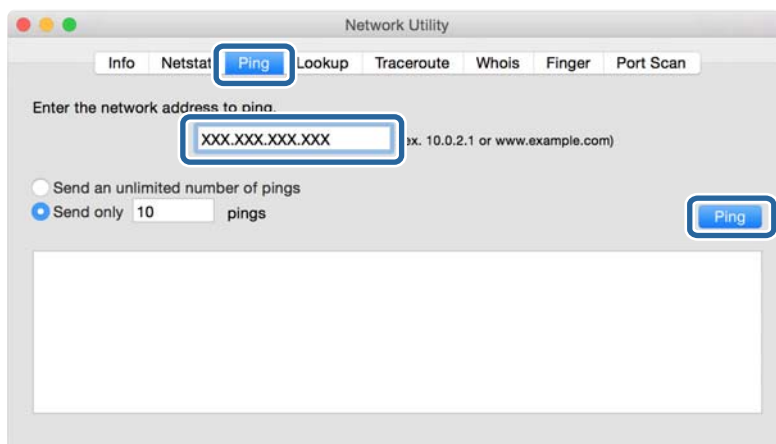 Network Utility
Info Netstat Ping Lookup Traceroute Whois Finger Port Scan
Enter the network address to ping.
XXX.XXX.XXX.XXX ex. 10.0.2.1 or www.example.com)
Send an unlimited number of pings
Send only 10 pings
Ping